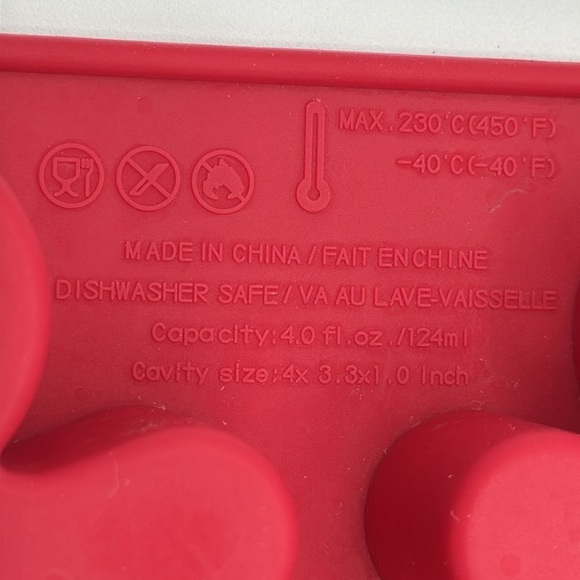 MAX. 230°C(450°F)
-40°C(-40°F)
MADE IN CHINA / FAIT EN CHINE
DISHWASHER SAFE / VA AU LAVE-VAISSELLE
Capacity:4.0 fl.oz./124ml
Cavity size:4x 3.3x1.0 Inch